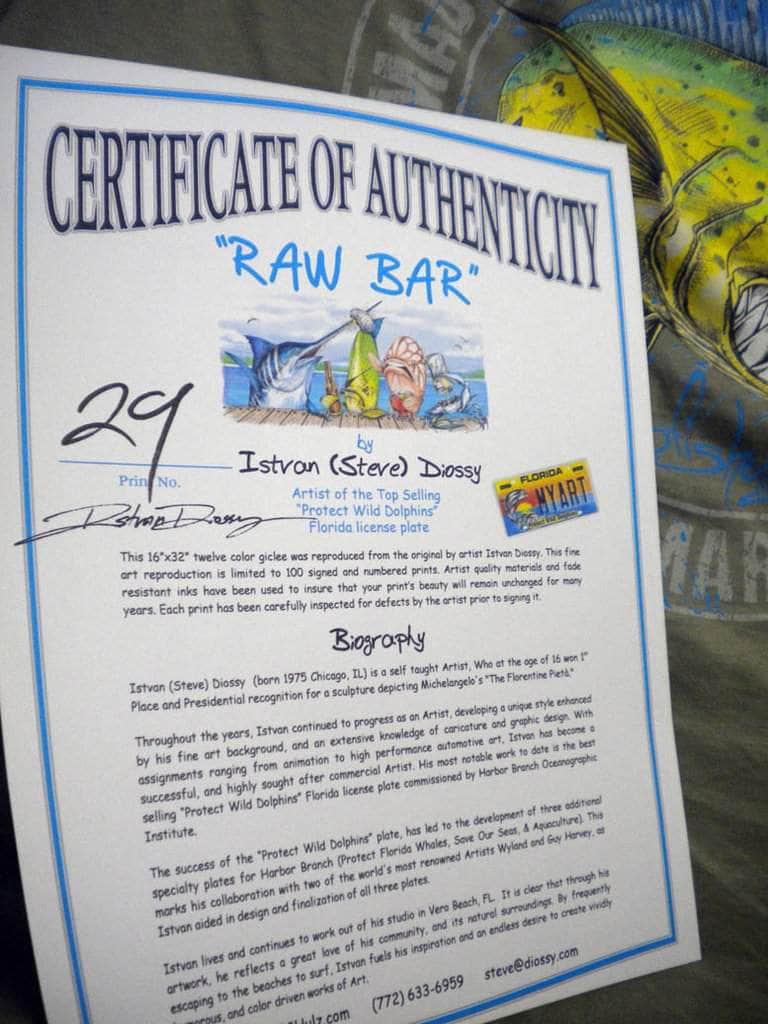 CERTIFICATE OF AUTHENTICITY
"RAW BAR"
29
Print No.
by
Istvan (Steve) Diossy
Artist of the Top Selling
"Protect Wild Dolphins"
Florida license plate
FLORIDA
MYART
Protect Wild Dolphins
Istvan Diossy
This 16"x32" twelve color giclee was reproduced from the original by artist Istvan Diossy. This fine
art reproduction is limited to 100 signed and numbered prints. Artist quality materials and fade
resistant inks have been used to insure that your print's beauty will remain unchanged for many
years. Each print has been carefully inspected for defects by the artist prior to signing it.
Biography
Istvan (Steve) Diossy (born 1975 Chicago, IL) is a self taught Artist, Who at the age of 16 won 1st
Place and Presidential recognition for a sculpture depicting Michelangelo's "The Florentine Pietà."
Throughout the years, Istvan continued to progress as an Artist, developing a unique style enhanced
by his fine art background, and an extensive knowledge of caricature and graphic design. With
assignments ranging from animation to high performance automotive art, Istvan has become a
successful, and highly sought after commercial Artist. His most notable work to date is the best
selling "Protect Wild Dolphins" Florida license plate commissioned by Harbor Branch Oceanographic
Institute.
The success of the "Protect Wild Dolphins" plate, has led to the development of three additional
specialty plates for Harbor Branch (Protect Florida Whales, Save Our Seas, & Aquaculture). This
marks his collaboration with two of the world's most renowned Artists Wyland and Guy Harvey, as
Istvan aided in design and finalization of all three plates.
Istvan lives and continues to work out of his studio in Vero Beach, FL. It is clear that through his
artwork, he reflects a great love of his community, and its natural surroundings. By frequently
escaping to the beaches to surf, Istvan fuels his inspiration and an endless desire to create vividly
and color driven works of Art.
(772) 633-6959 steve@diossy.com
MAD
MAR